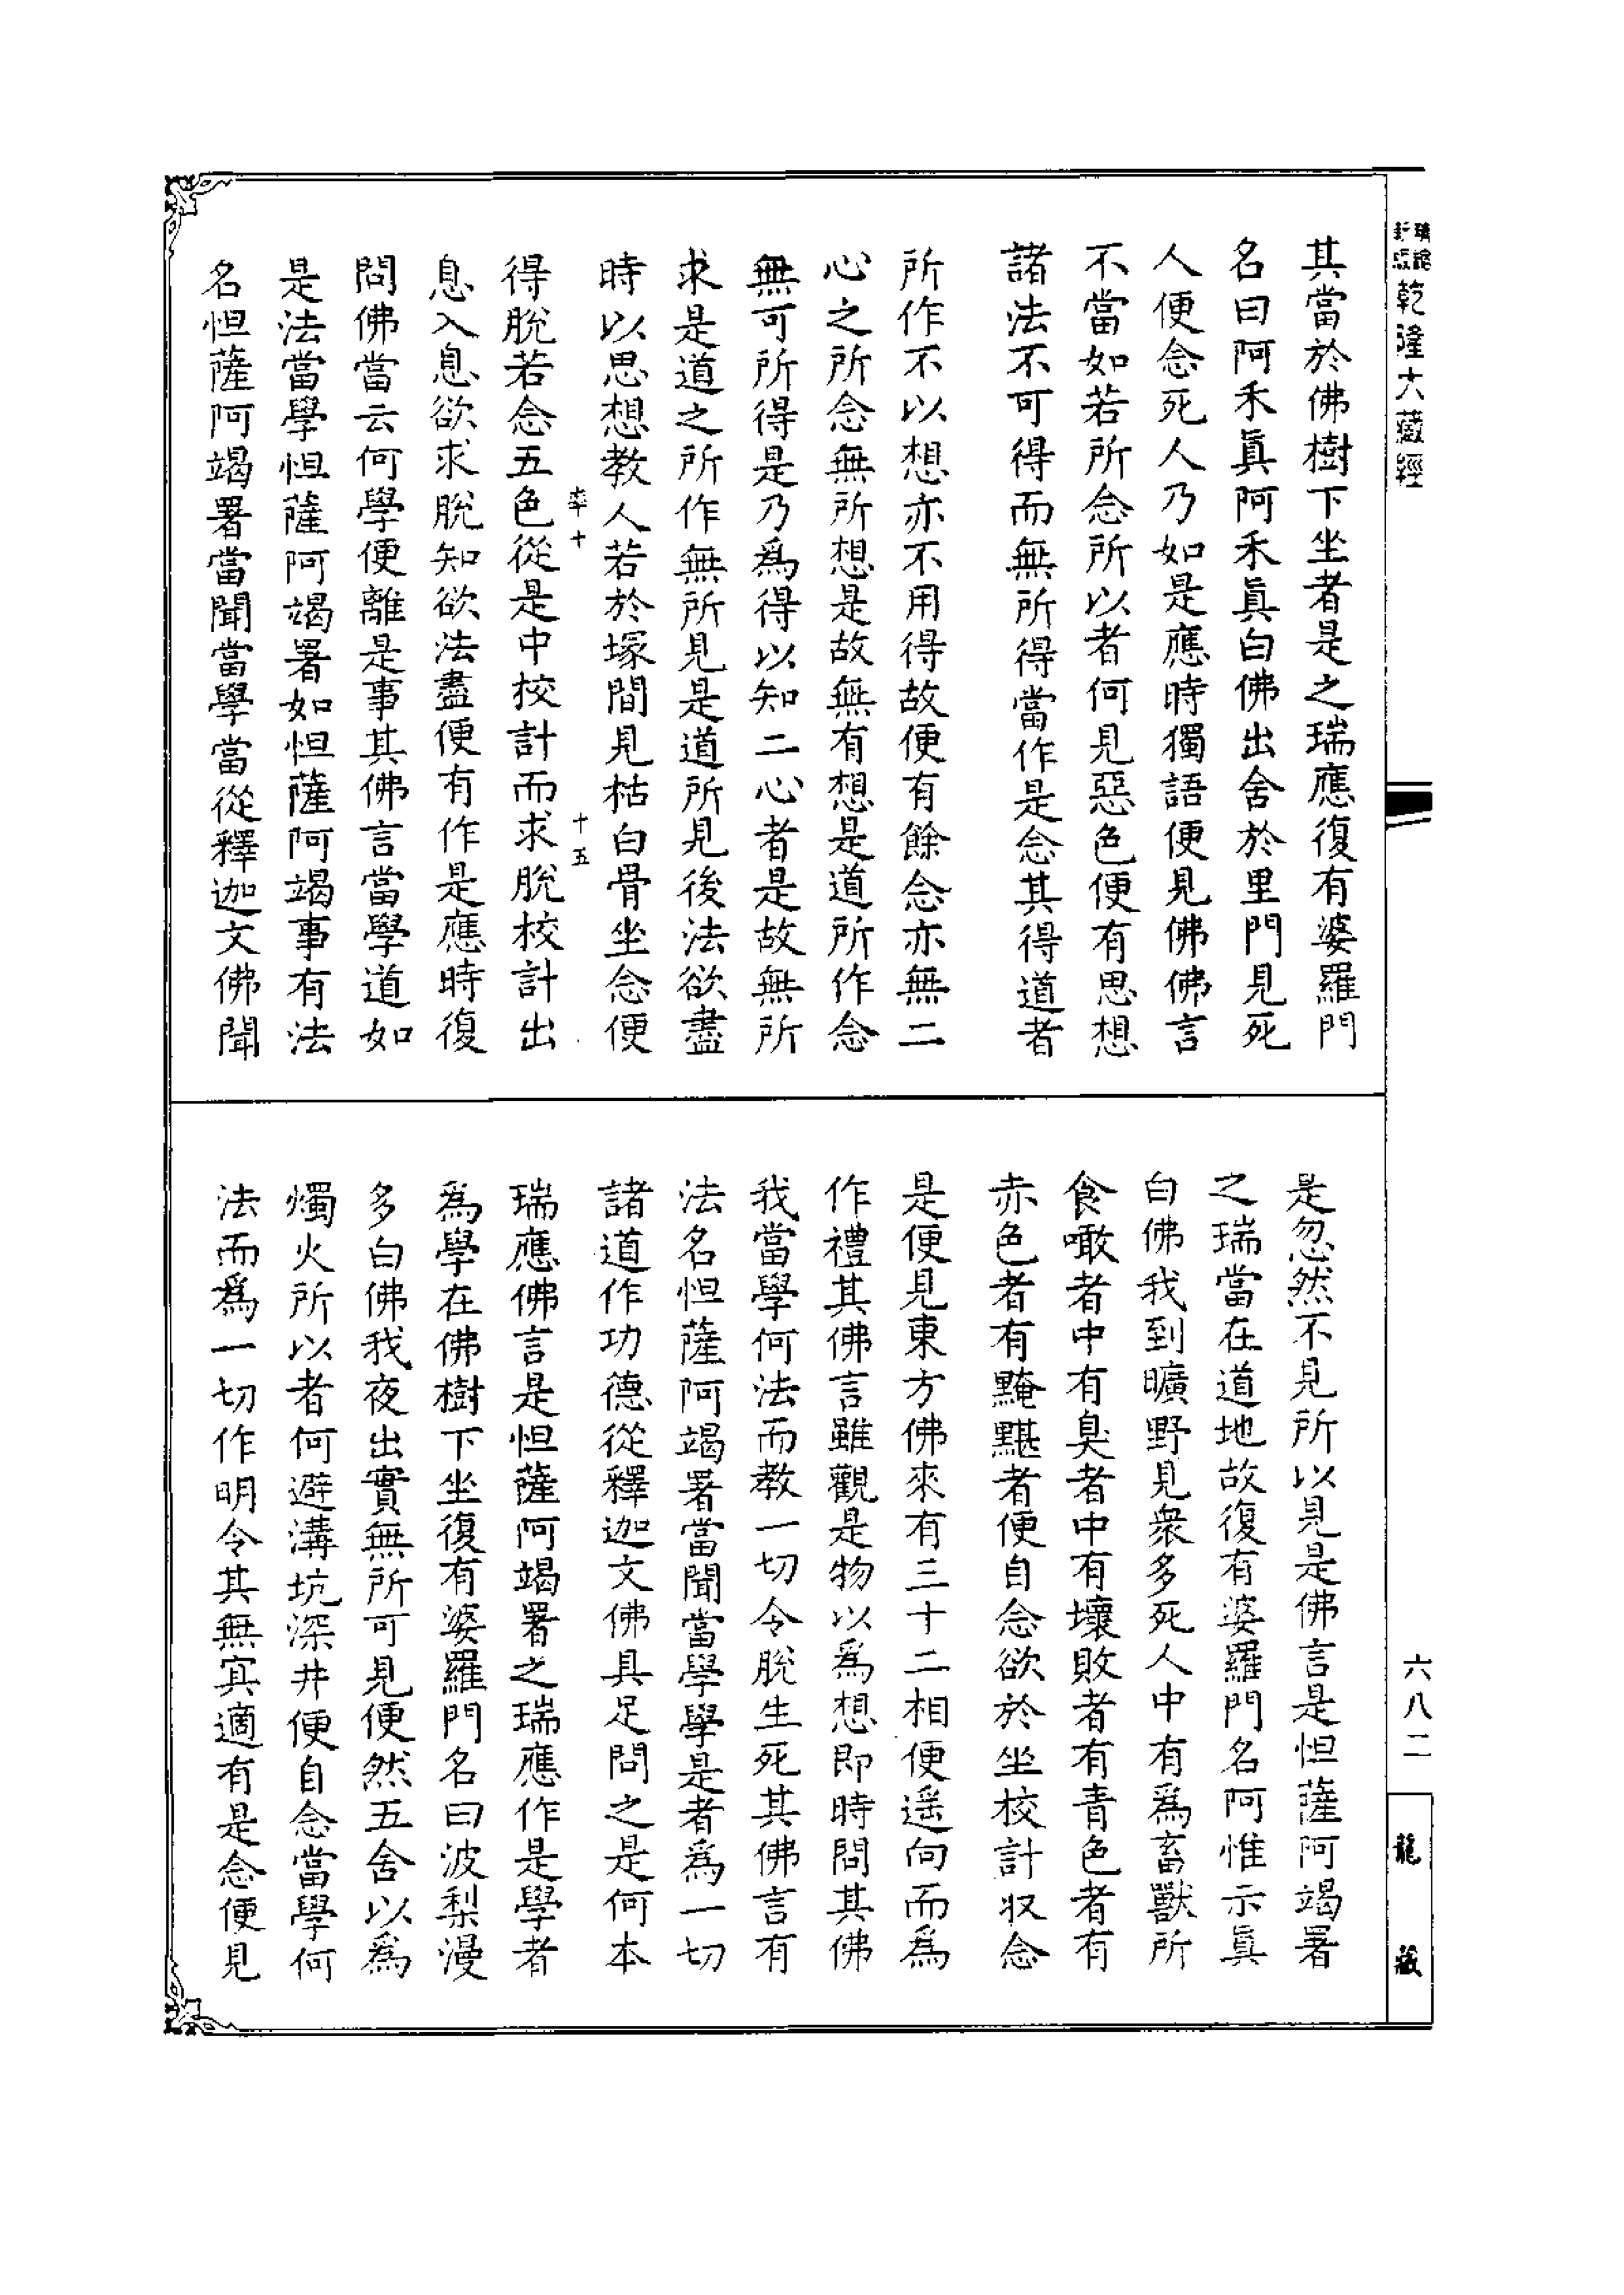 乾隆大藏經
其當於佛樹下坐者是之瑞應復有婆羅門
名曰阿禾眞阿禾眞白佛出舍於里門見死
人便念死人乃如是應時獨語便見佛佛言
不當如若所念所以者何見惡色便有思想
諸法不可得而無所得當作是念其得道者
所作不以想亦不用得故便有餘念亦無二
心之所念無所想是故無有想是道所作念
無可所得是乃爲得以知二心者是故無所
求是道之所作無所見是道所見後法欲盡
時以思想教人若於塚間見枯白骨坐念便
十五
得脫若念五色從是中校計而求脫校計出
息入息欲求脫知欲法盡便有作是應時復
問佛當云何學便離是事其佛言當學道如
是法當學怛薩阿竭署如怛薩阿竭事有法
名怛薩阿竭署當聞當學當從釋迦文佛聞
是忽然不見所以見是佛言是怛薩阿竭署
之瑞當在道地故復有婆羅門名阿惟示眞
白佛我到曠野見衆多死人中有爲畜獸所
食噉者中有臭者中有壞敗者有青色者有
赤色者有黤黮者便自念欲於坐校計收念
是便見東方佛來有三十二相便遥向而爲
作禮其佛言雖觀是物以爲想即時問其佛
我當學何法而教一切令脫生死其佛言有
法名怛薩阿竭署當聞當學學是者爲一切
諸道作功德從釋迦文佛具足問之是何本
瑞應佛言是怛薩阿竭署之瑞應作是學者
爲學在佛樹下坐復有婆羅門名曰波梨漫
多白佛我夜出實無所可見便然五舍以爲
燭火所以者何避溝坑深井便自念當學何
法而爲一切作明令其無冥適有是念便見
六八二
龍藏